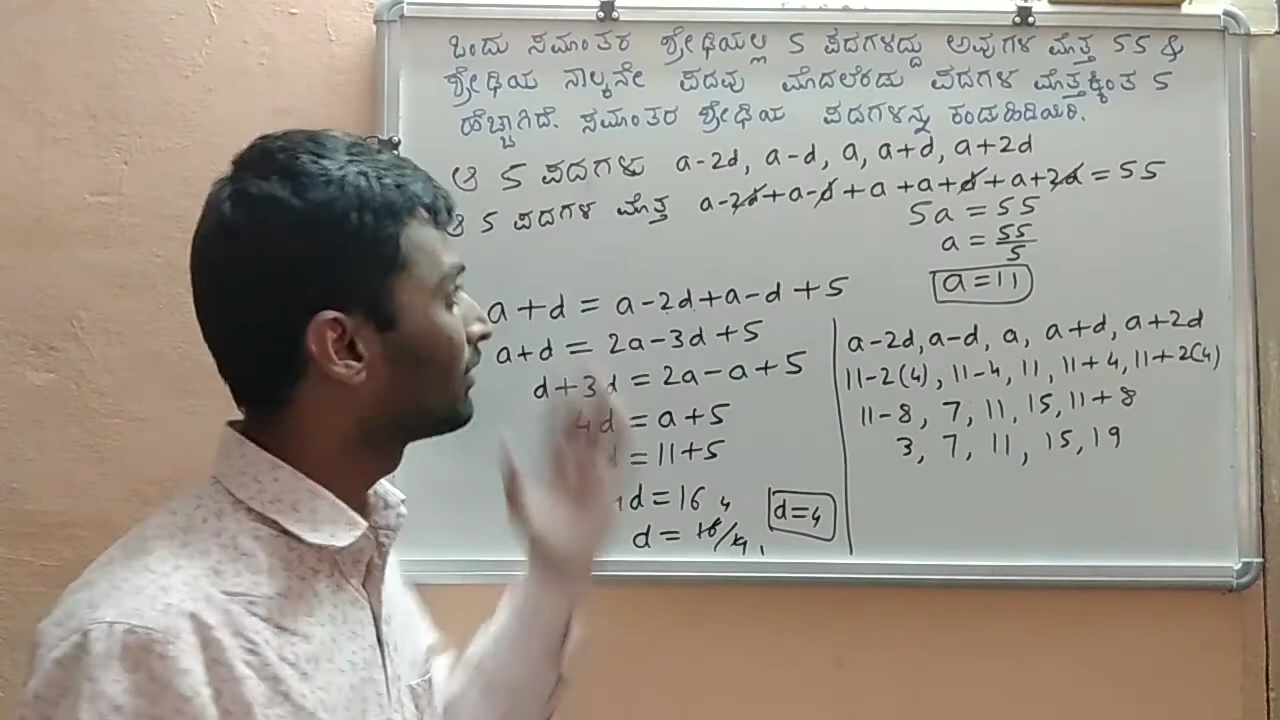 ಒಂದು ಸಮಾಂತರ ಶ್ರೇಢಿಯಲ್ಲಿ 5 ಪದಗಳಿದ್ದು ಅವುಗಳ ಮೊತ್ತ 55 &
ಶ್ರೇಢಿಯ ನಾಲ್ಕನೇ ಪದವು ಮೊದಲೆರಡು ಪದಗಳ ಮೊತ್ತಕ್ಕಿಂತ 5
ಹೆಚ್ಚಾಗಿದೆ. ಸಮಾಂತರ ಶ್ರೇಢಿಯ ಪದಗಳನ್ನು ಕಂಡುಹಿಡಿಯಿರಿ.
ಆ 5 ಪದಗಳು a-2d, a-d, a, a+d, a+2d
ಆ 5 ಪದಗಳ ಮೊತ್ತ a-2d+a-d+a+a+d+a+2d = 55
5a = 55
a = 55/5
a = 11
a+d = a-2d+a-d+5
a+d = 2a-3d+5
d+3d = 2a-a+5
4d = a+5
= 11+5
d = 16
d = 16/4
d=4
a-2d, a-d, a, a+d, a+2d
11-2(4), 11-4, 11, 11+4, 11+2(4)
11-8, 7, 11, 15, 11+8
3, 7, 11, 15, 19